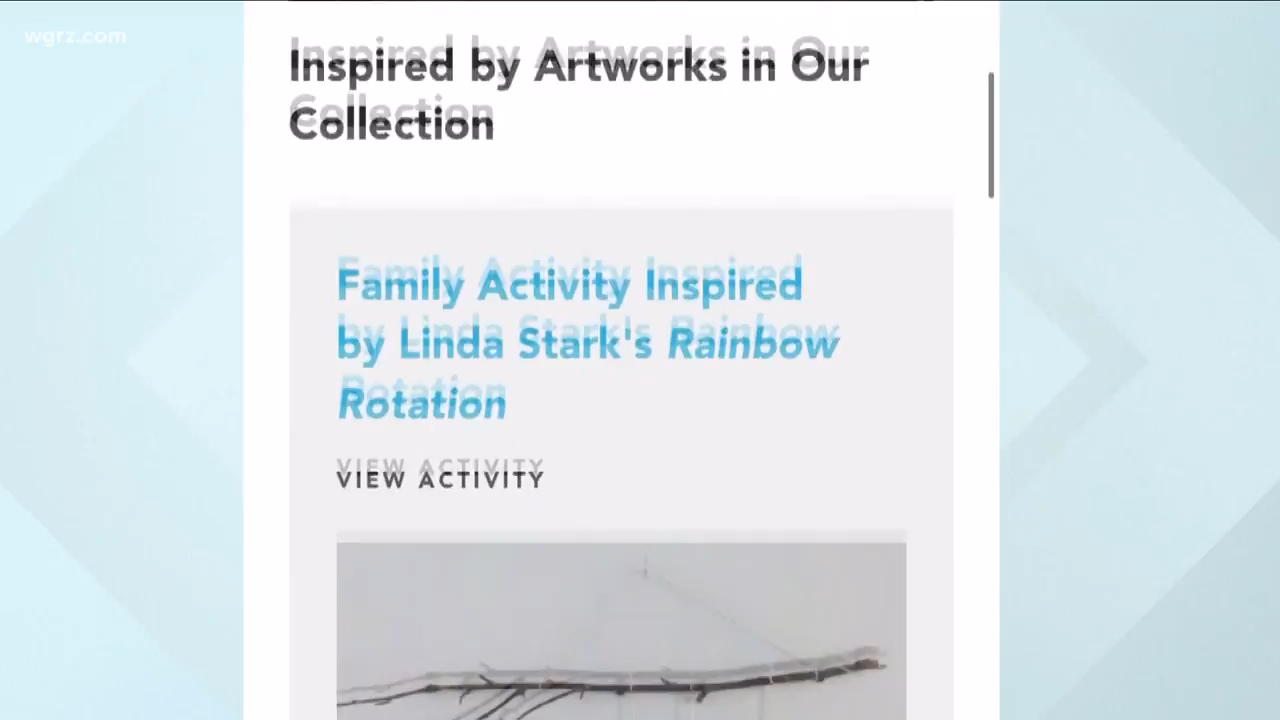 wgrz.com
Inspired by Artworks in Our
Collection
Family Activity Inspired
by Linda Stark's Rainbow
Rotation
VIEW ACTIVITY